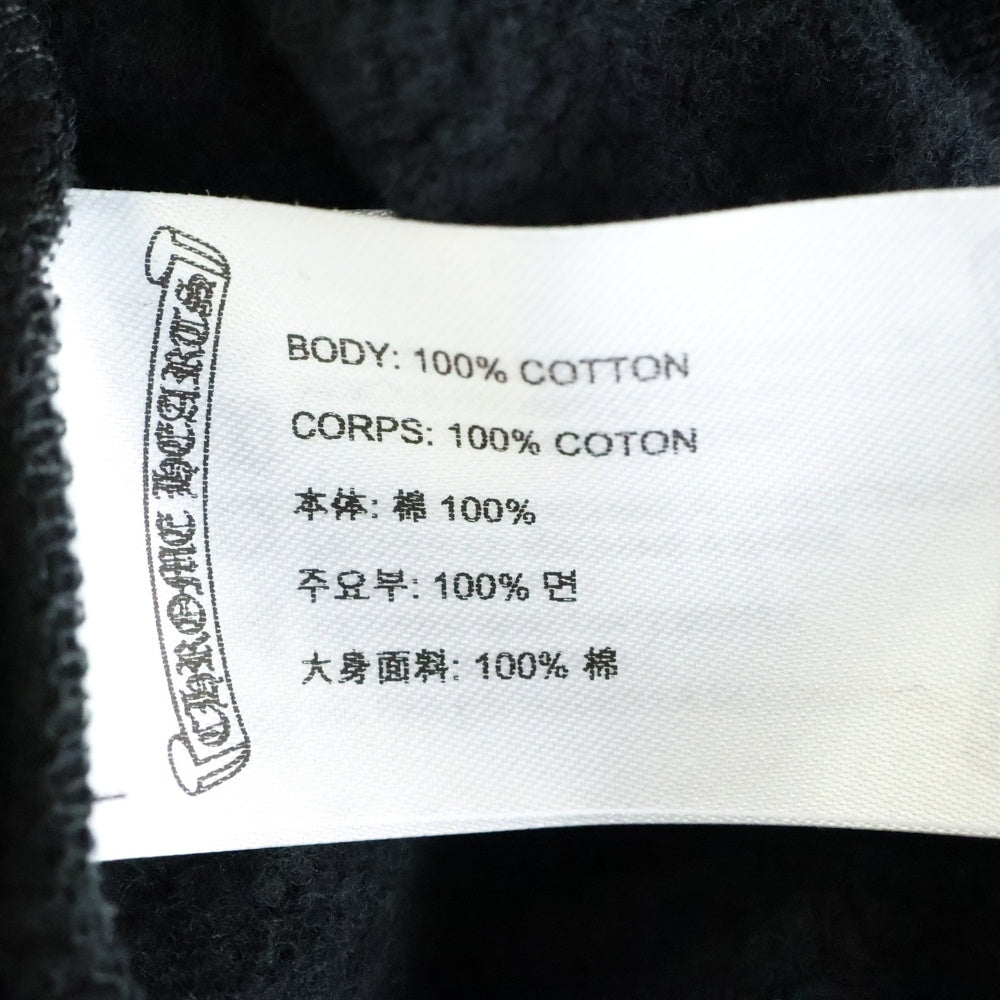 CHROME HEARTS
BODY: 100% COTTON
CORPS: 100% COTON
本体: 棉 100%
주요부: 100% 면
大身面料: 100% 棉